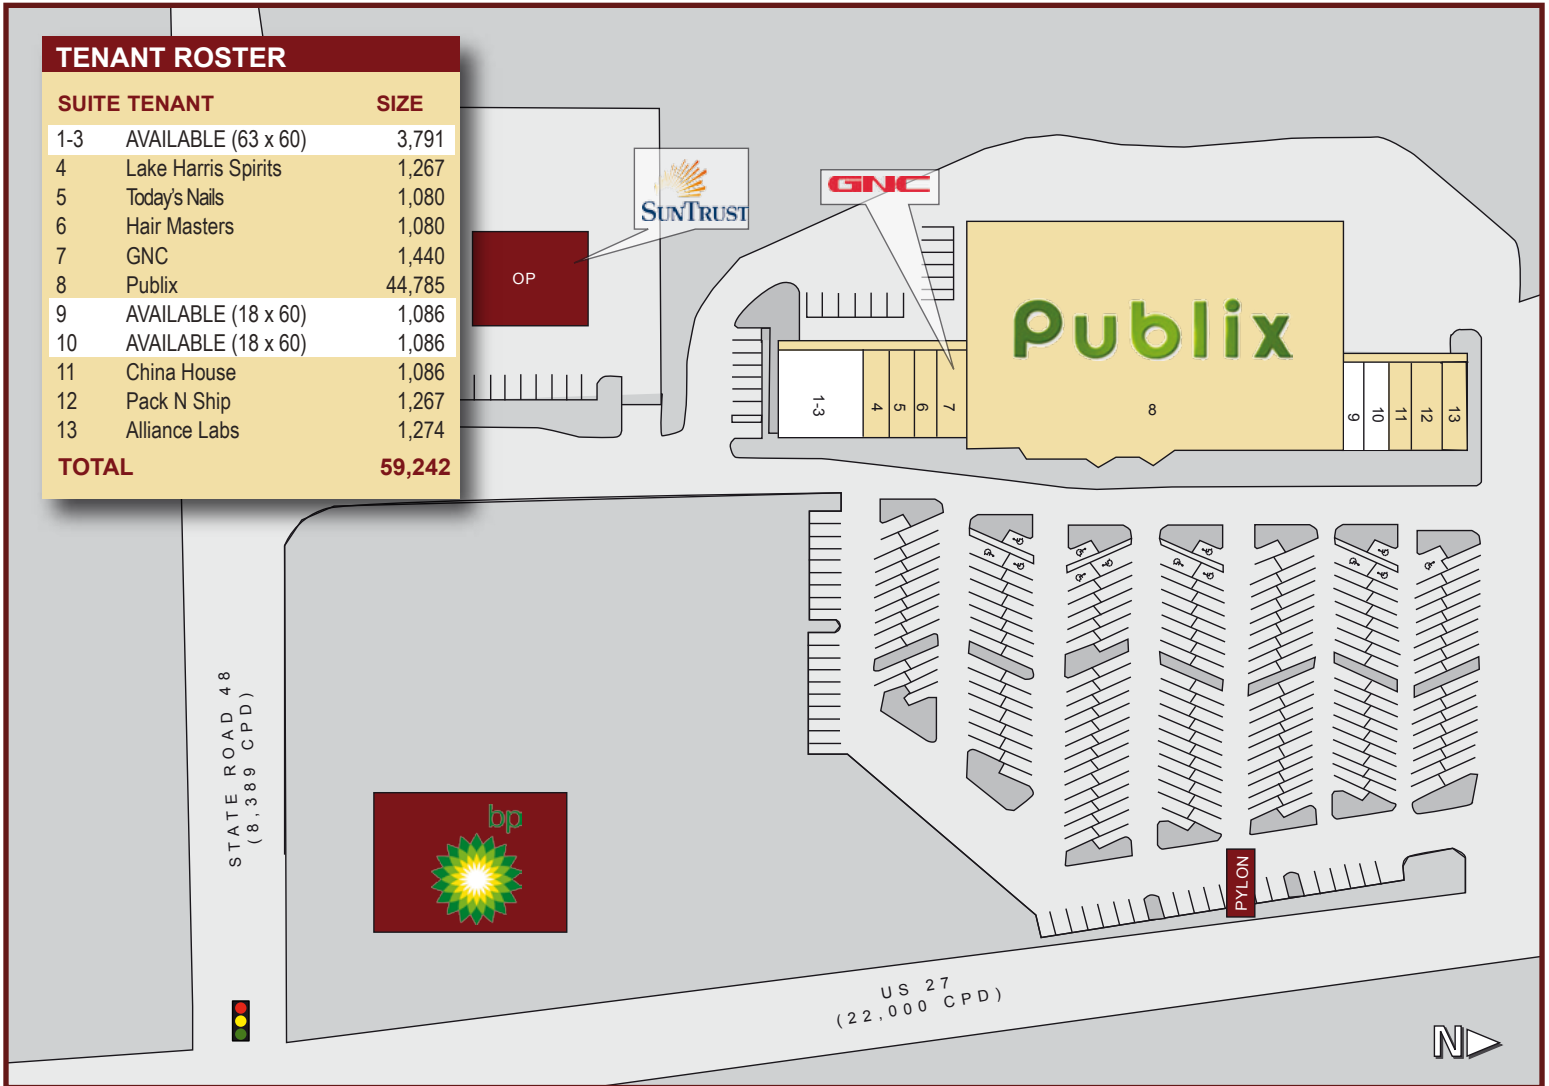 TENANT ROSTER
SUITE TENANT SIZE
1-3 AVAILABLE (63 x 60) 3,791
4 Lake Harris Spirits 1,267
5 Today's Nails 1,080
6 Hair Masters 1,080
7 GNC 1,440
8 Publix 44,785
9 AVAILABLE (18 x 60) 1,086
10 AVAILABLE (18 x 60) 1,086
11 China House 1,086
12 Pack N Ship 1,267
13 Alliance Labs 1,274
TOTAL 59,242
SUNTRUST
OP
GNC
Publix
1-3
4
5
6
7
8
9
10
11
12
13
STATE ROAD 48
(8,389 CPD)
bp
PYLON
US 27
(22,000 CPD)
N